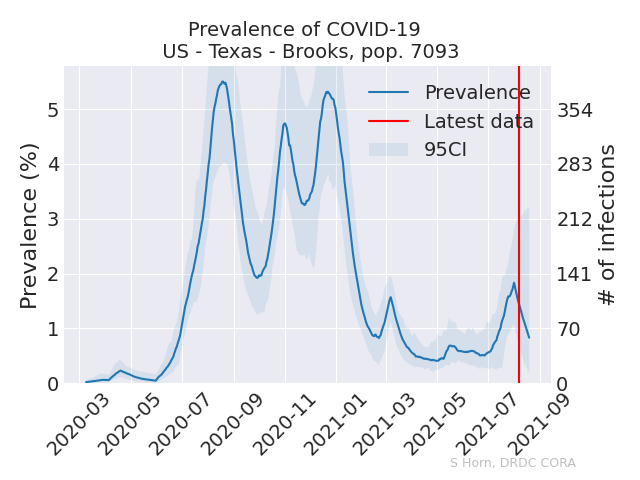 Prevalence of COVID-19
US - Texas - Brooks, pop. 7093
Prevalence
Latest data
95CI
Prevalence (%)
5
4
3
2
1
0
# of infections
354
283
212
141
70
0
2020-03
2020-05
2020-07
2020-09
2020-11
2021-01
2021-03
2021-05
2021-07
2021-09
S Horn, DRDC CORA